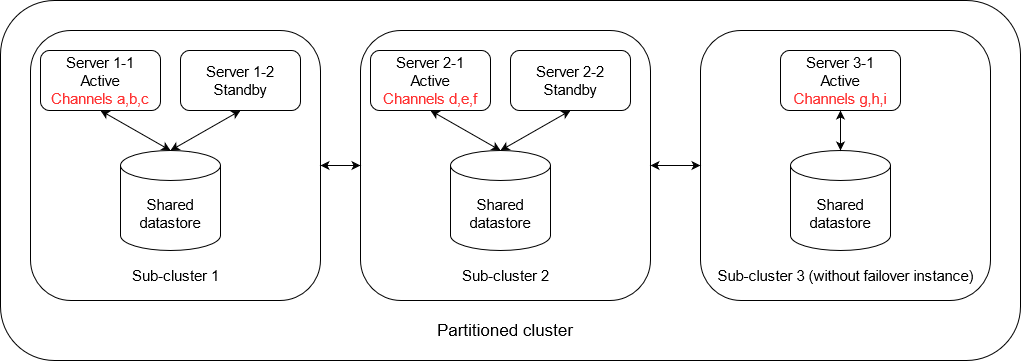 Server 1-1
Active
Channels a,b,c
Server 1-2
Standby
Shared
datastore
Sub-cluster 1
Server 2-1
Active
Channels d,e,f
Server 2-2
Standby
Shared
datastore
Sub-cluster 2
Server 3-1
Active
Channels g,h,i
Shared
datastore
Sub-cluster 3 (without failover instance)
Partitioned cluster